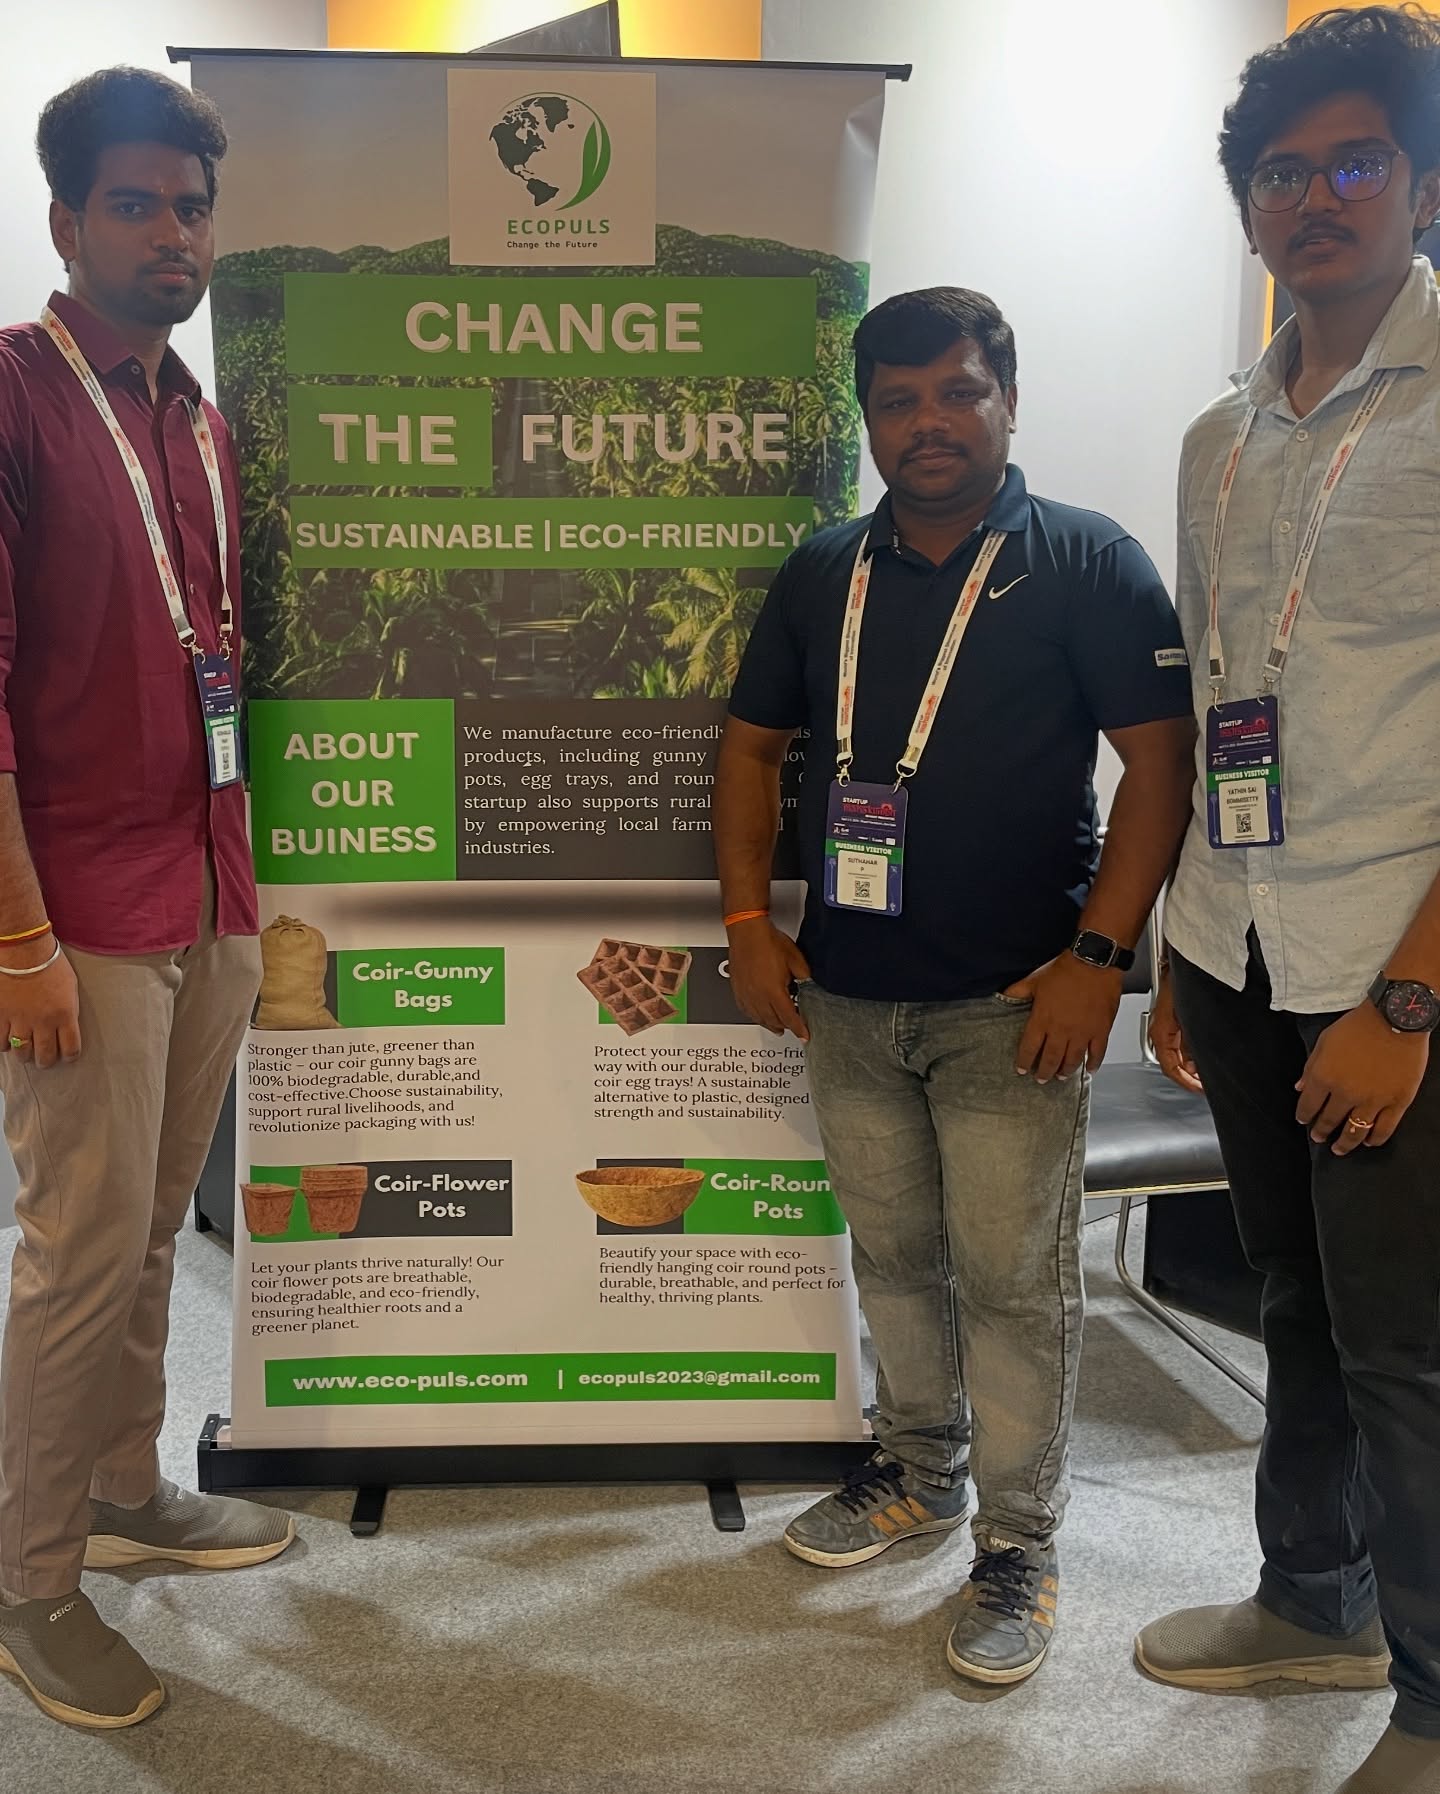 ECOPULS
Change the Future
CHANGE
THE FUTURE
SUSTAINABLE | ECO-FRIENDLY
ABOUT
OUR
BUINESS
We manufacture eco-friendly
products, including gunny
pots, egg trays, and roun
startup also supports rural
by empowering local farm
industries.
Coir-Gunny
Bags
Stronger than jute, greener than
plastic – our coir gunny bags are
100% biodegradable, durable,and
cost-effective.Choose sustainability,
support rural livelihoods, and
revolutionize packaging with us!
C
Protect your eggs the eco-frie
way with our durable, biodegr
coir egg trays! A sustainable
alternative to plastic, designed
strength and sustainability.
Coir-Flower
Pots
Let your plants thrive naturally! Our
coir flower pots are breathable,
biodegradable, and eco-friendly,
ensuring healthier roots and a
greener planet.
Coir-Roun
Pots
Beautify your space with eco-
friendly hanging coir round pots –
durable, breathable, and perfect for
healthy, thriving plants.
www.eco-puls.com | ecopuls2023@gmail.com
STARTUP
BUSINESS VISITOR
SUTHAHAR
P
STARTUP
BUSINESS VISITOR
YATHIN SAI
BOMMISETTY
asian